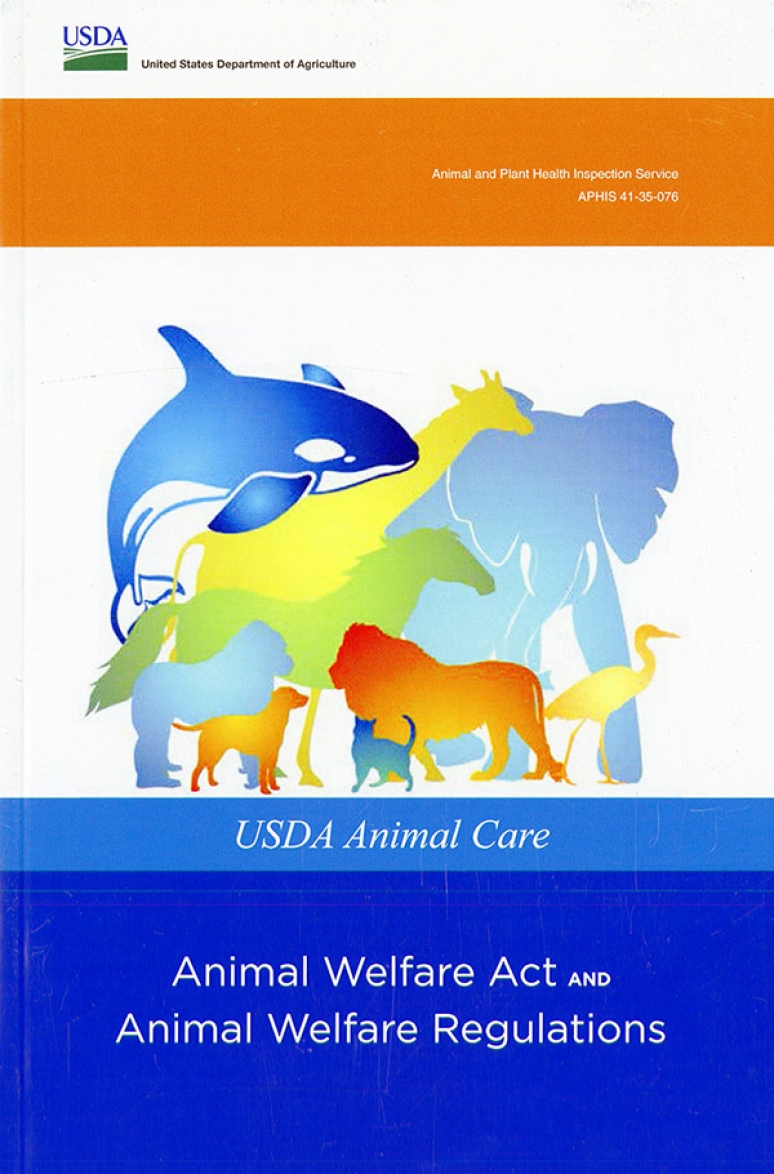 USDA
United States Department of Agriculture
Animal and Plant Health Inspection Service
APHIS 41-35-076
USDA Animal Care
Animal Welfare Act AND
Animal Welfare Regulations